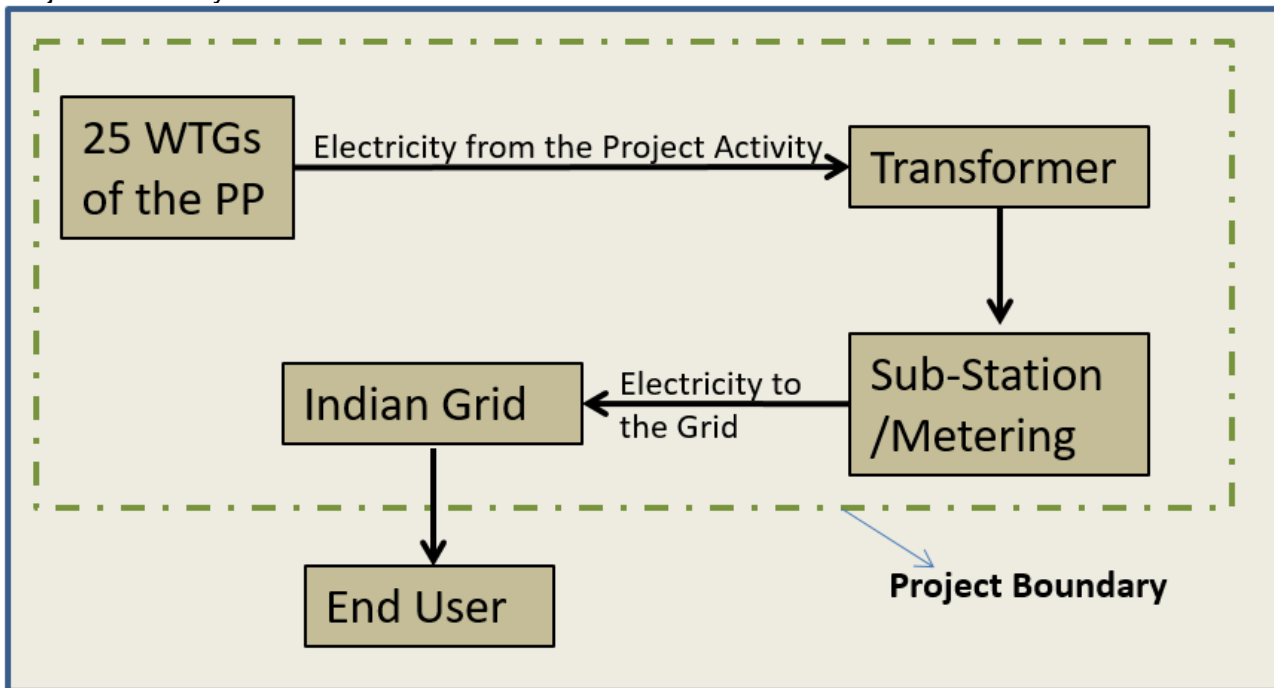 25 WTGs
of the PP
Electricity from the Project Activity
Transformer
Sub-Station
/Metering
Electricity to
the Grid
Indian Grid
End User
Project Boundary